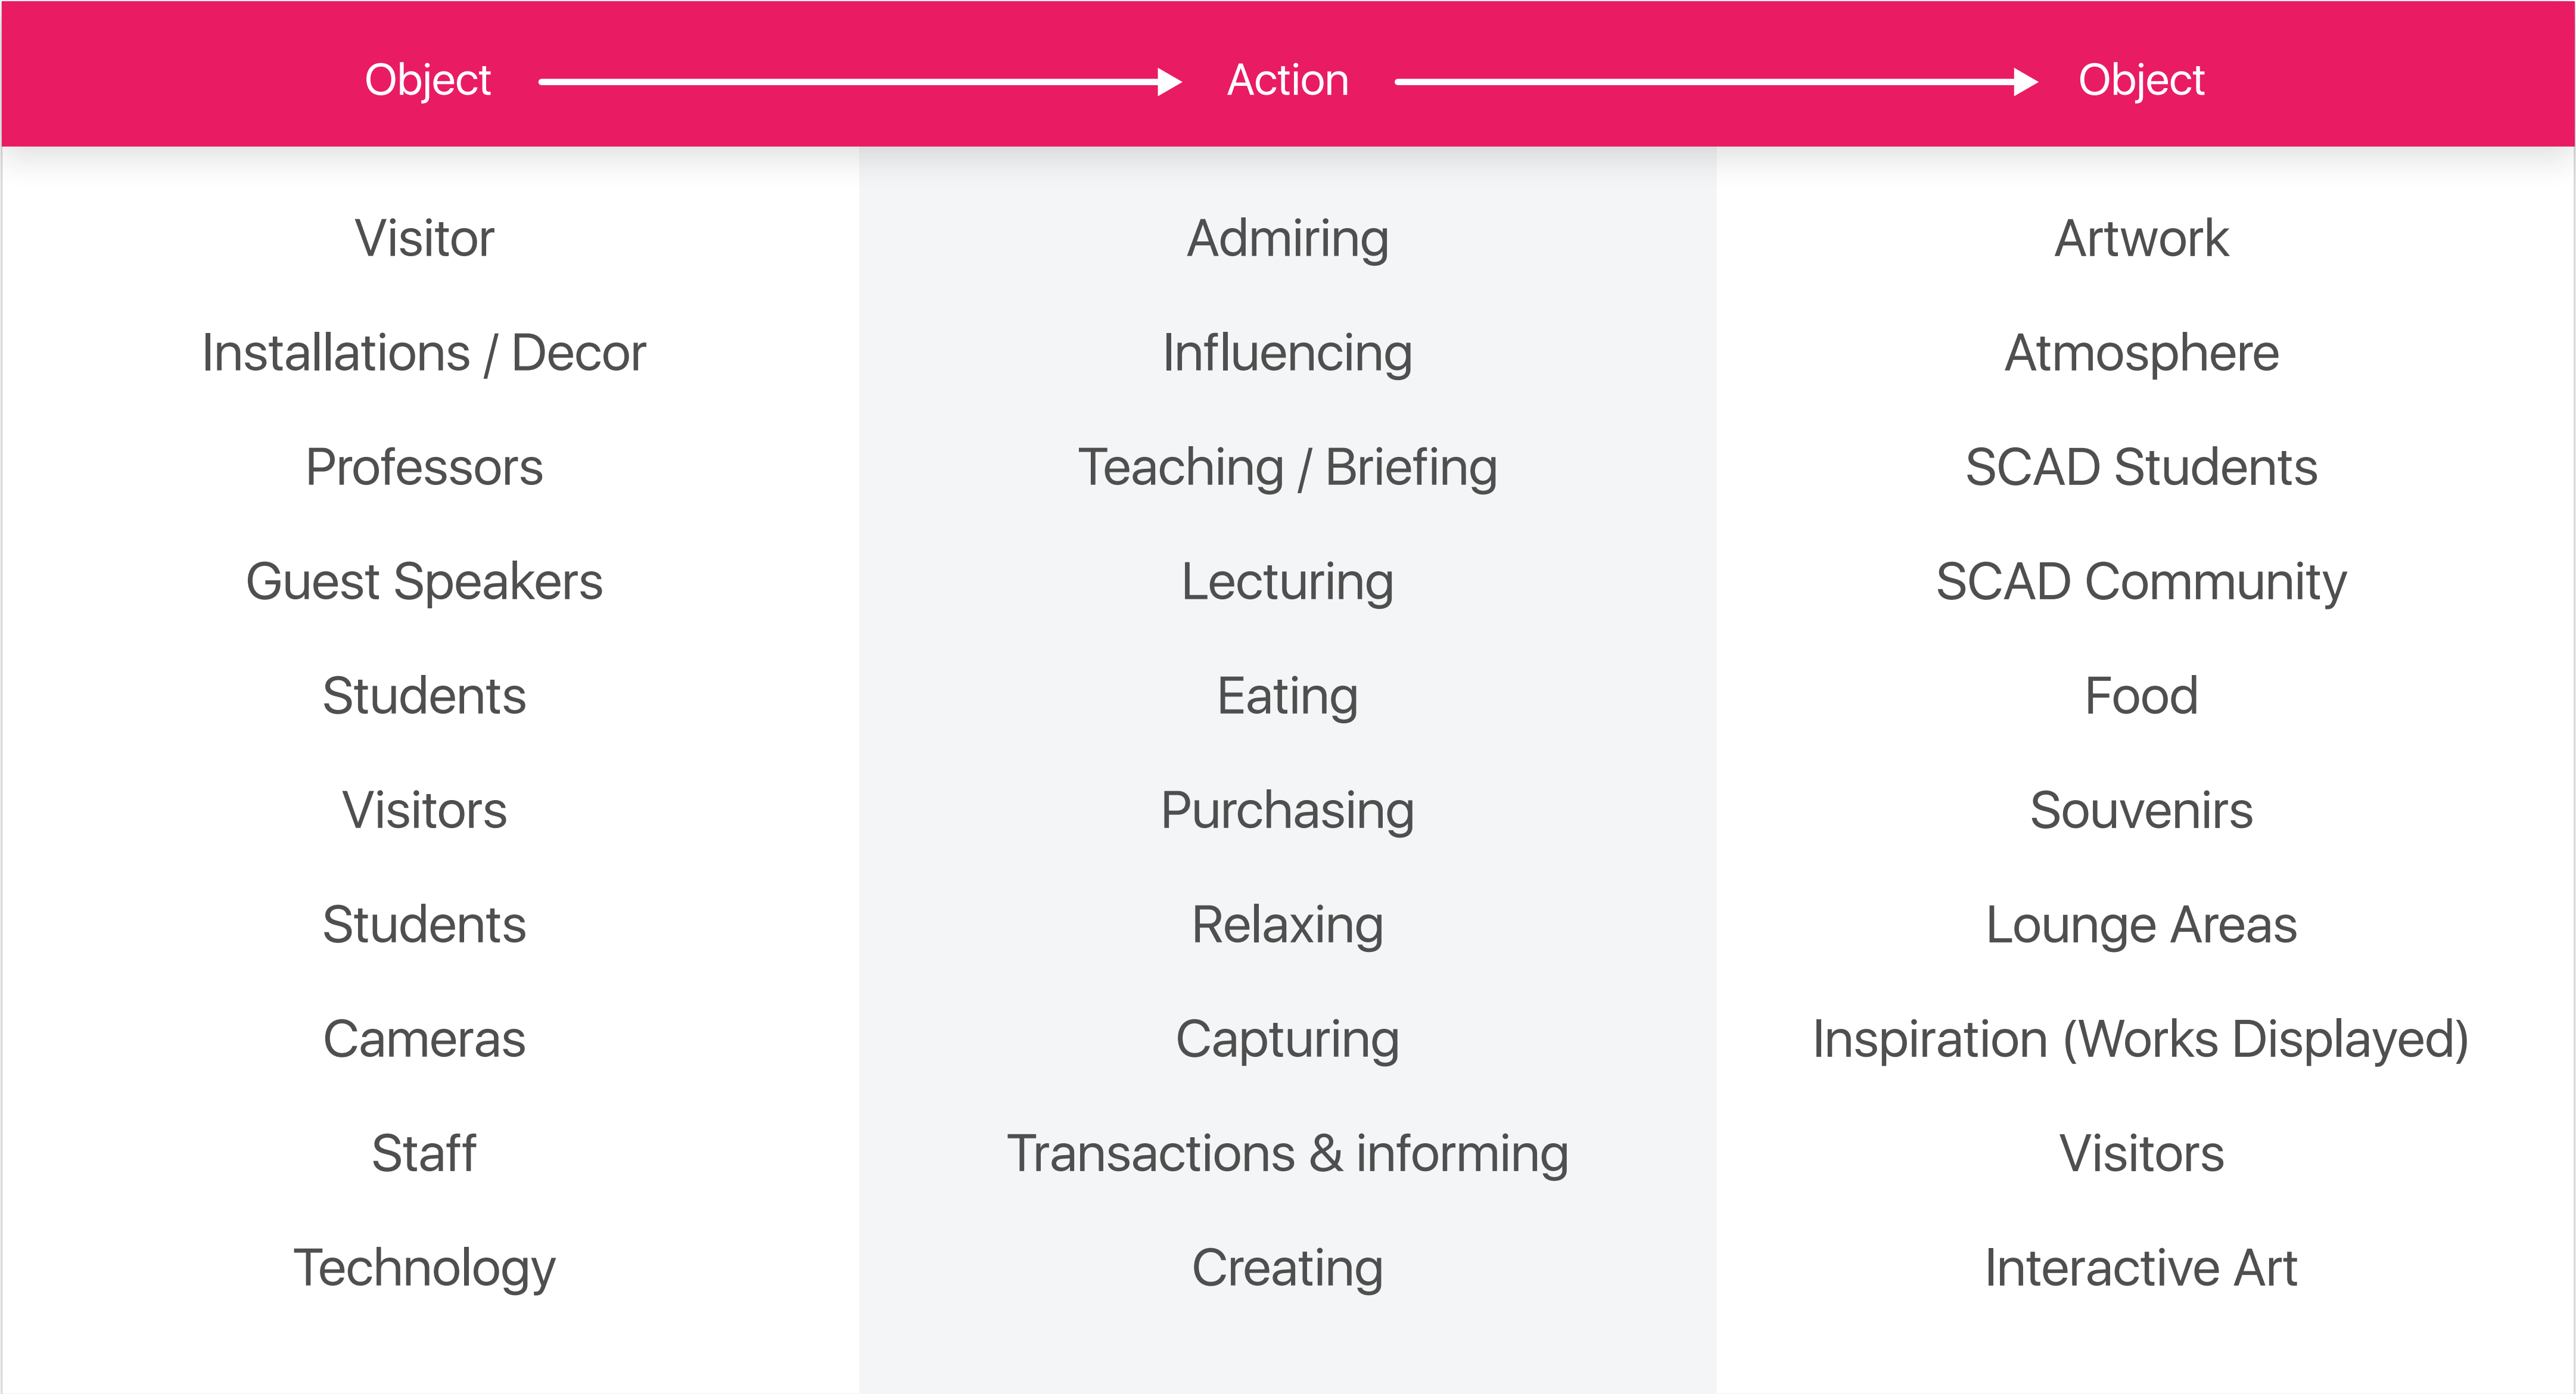 Object Action Object
Visitor Admiring Artwork
Installations / Decor Influencing Atmosphere
Professors Teaching / Briefing SCAD Students
Guest Speakers Lecturing SCAD Community
Students Eating Food
Visitors Purchasing Souvenirs
Students Relaxing Lounge Areas
Cameras Capturing Inspiration (Works Displayed)
Staff Transactions & informing Visitors
Technology Creating Interactive Art